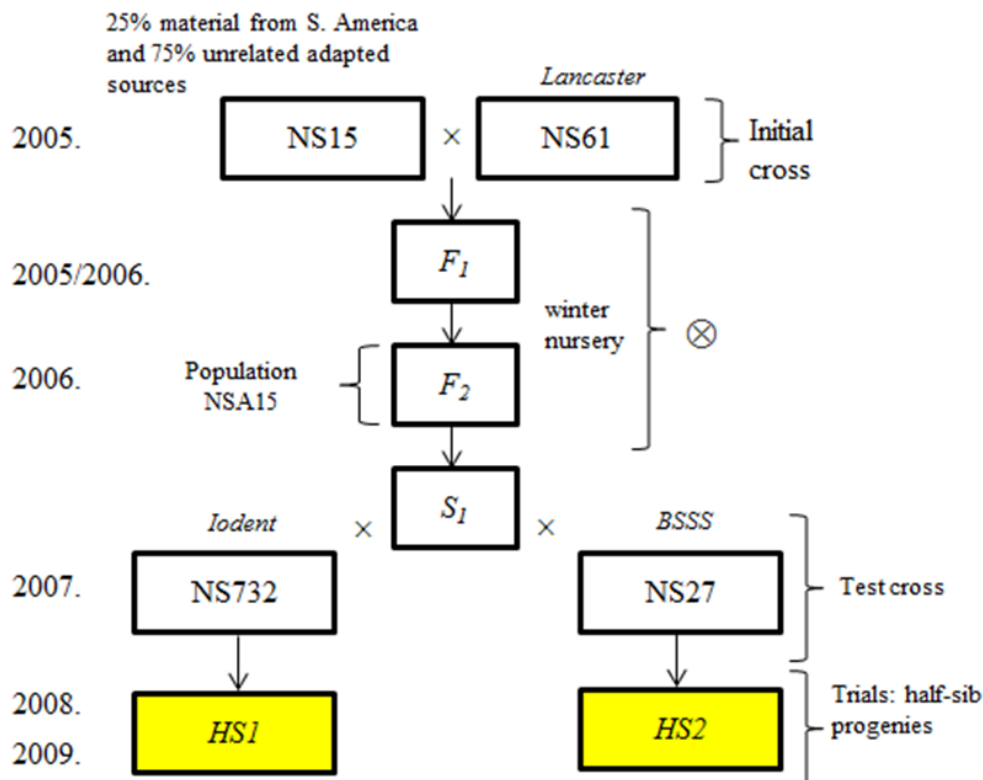 25% material from S. America
and 75% unrelated adapted
sources
Lancaster
2005.
NS15
×
NS61
Initial
cross
2005/2006.
F1
winter
nursery
⊗
2006.
Population
NSA15
F2
S1
Iodent
×
×
BSSS
2007.
NS732
NS27
Test cross
2008.
2009.
HS1
HS2
Trials: half-sib
progenies